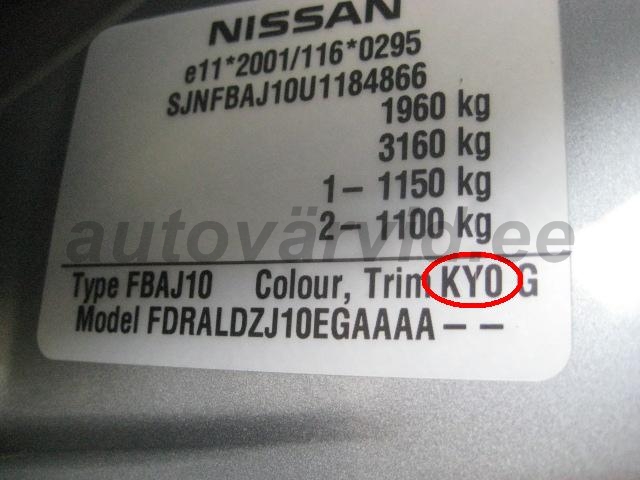 NISSAN
e11*2001/116*0295
SJNFBAJ10U1184866
1960 kg
3160 kg
1- 1150 kg
2- 1100 kg
autovärvid.ee
Type FBAJ10 Colour, Trim KY0 G
Model FDRALDZJ10EGAAAA--